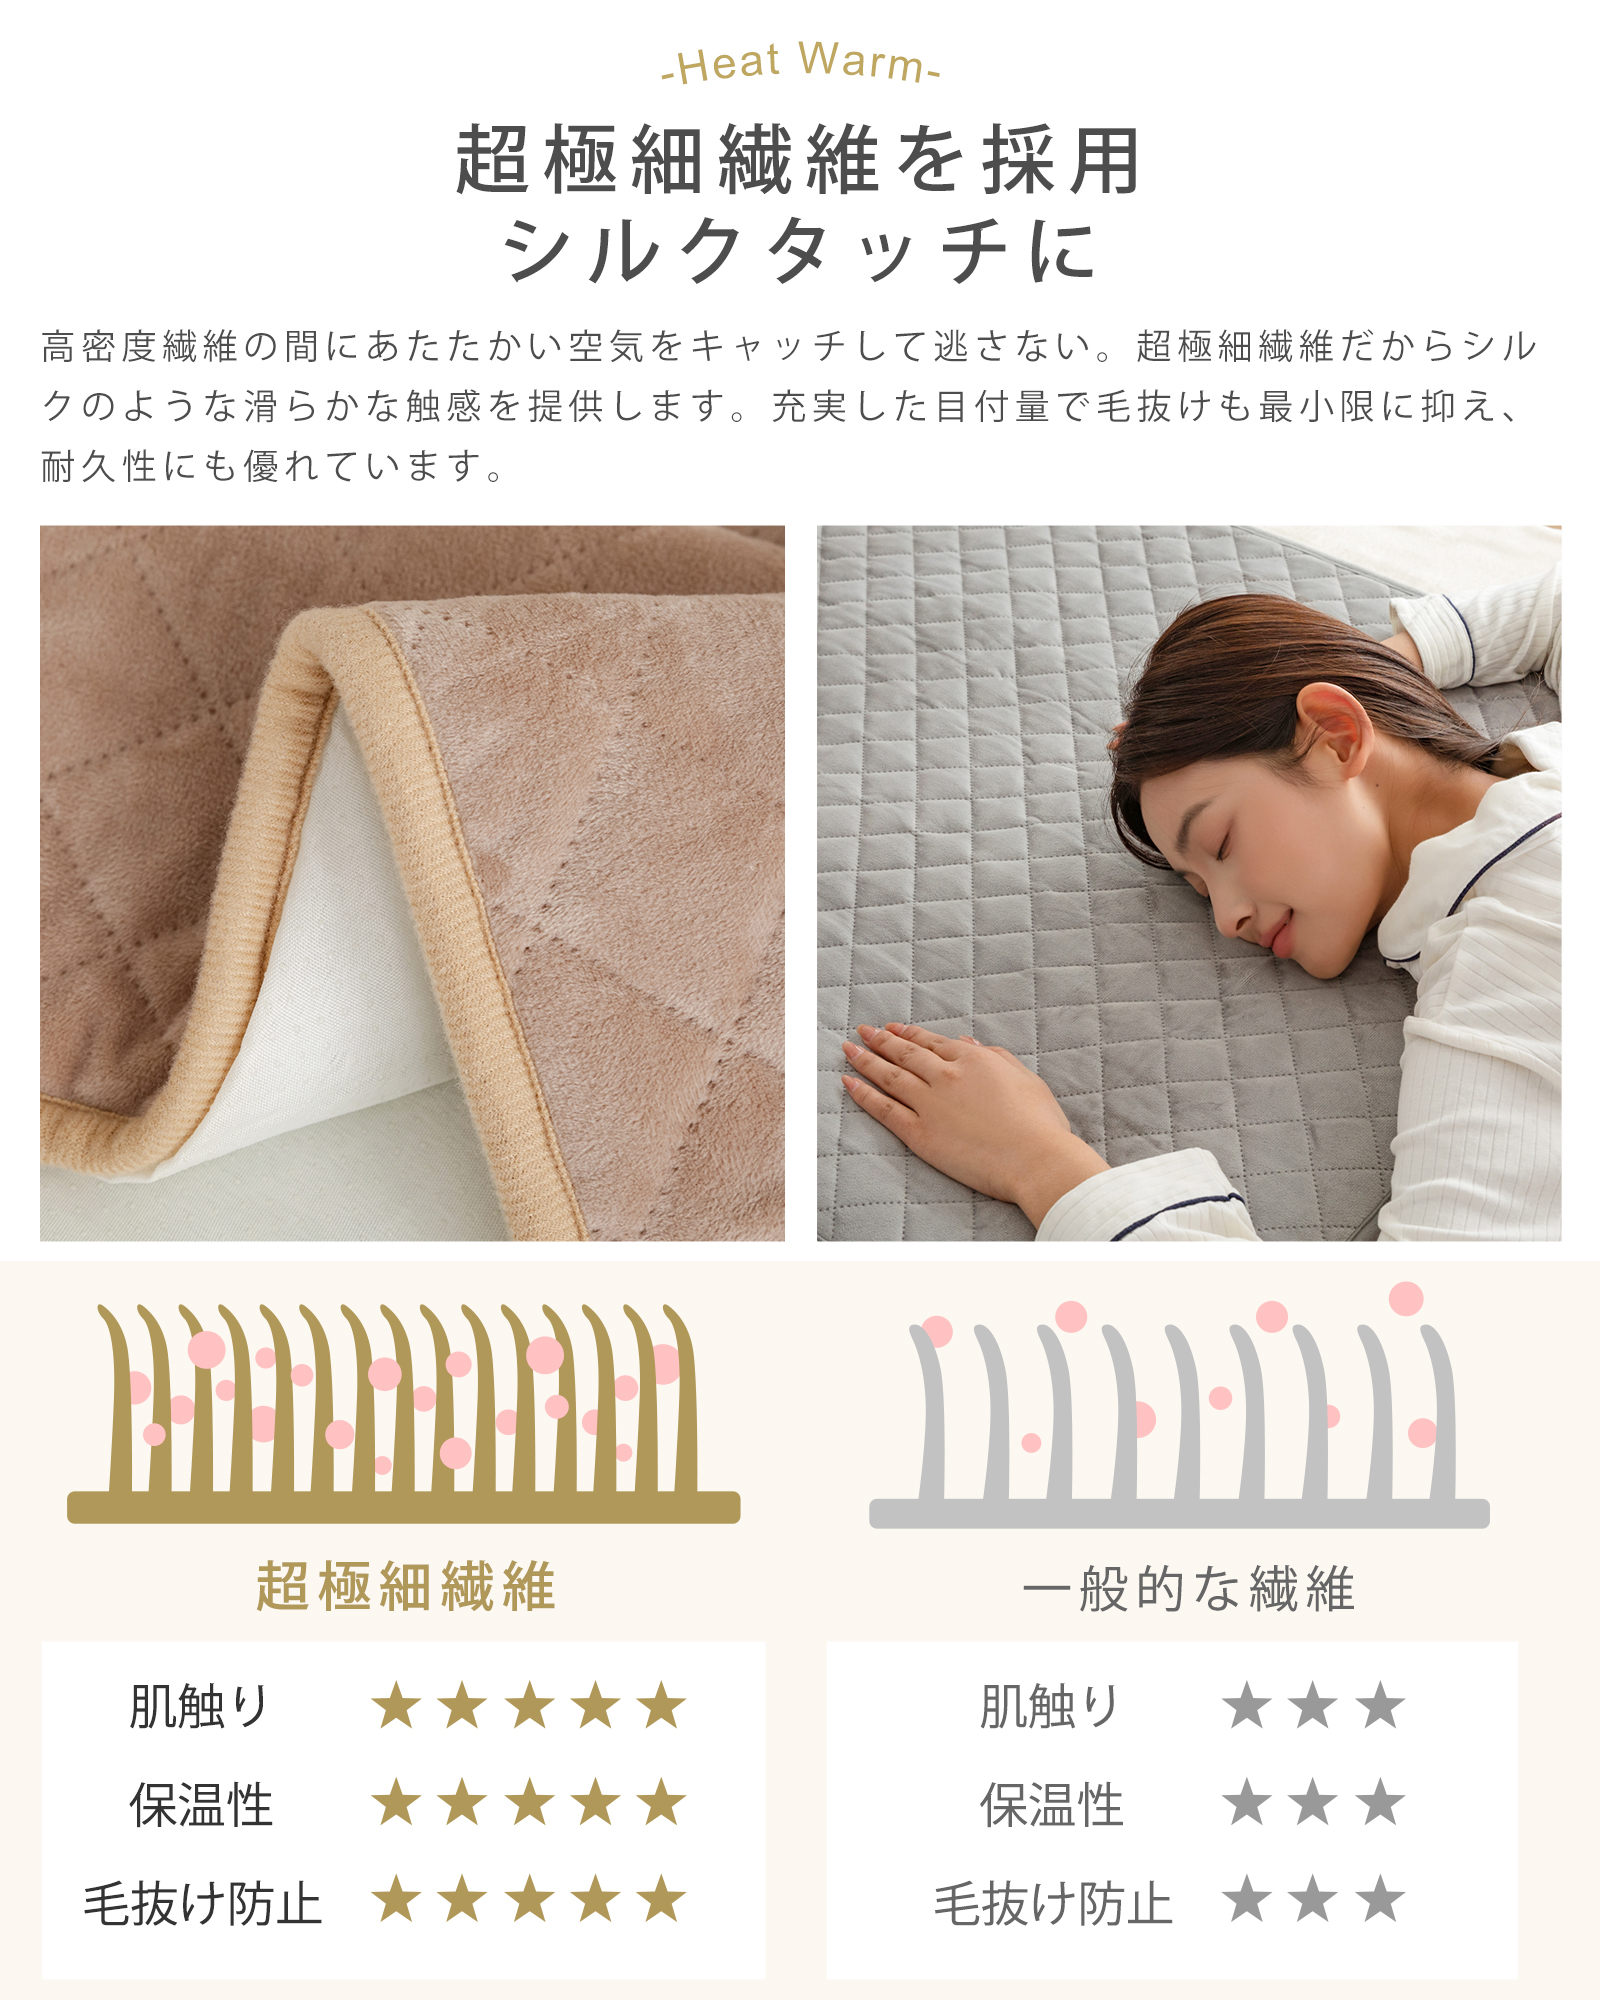 -Heat Warm-
超極細繊維を採用
シルクタッチに
高密度繊維の間にあたたかい空気をキャッチして逃さない。超極細繊維だからシル
クのような滑らかな触感を提供します。充実した目付量で毛抜けも最小限に抑え、
耐久性にも優れています。
超極細繊維
一般的な繊維
肌触り ★★★★★
肌触り ★★★
保温性 ★★★★★
保温性 ★★★
毛抜け防止 ★★★★★
毛抜け防止 ★★★